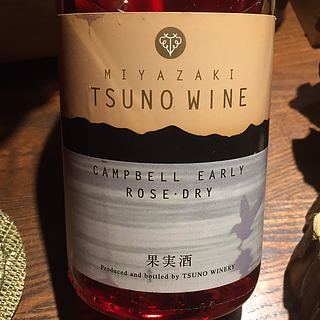 MIYAZAKI
TSUNO WINE
CAMPBELL EARLY
ROSE·DRY
果実酒
Produced and bottled by TSUNO WINERY